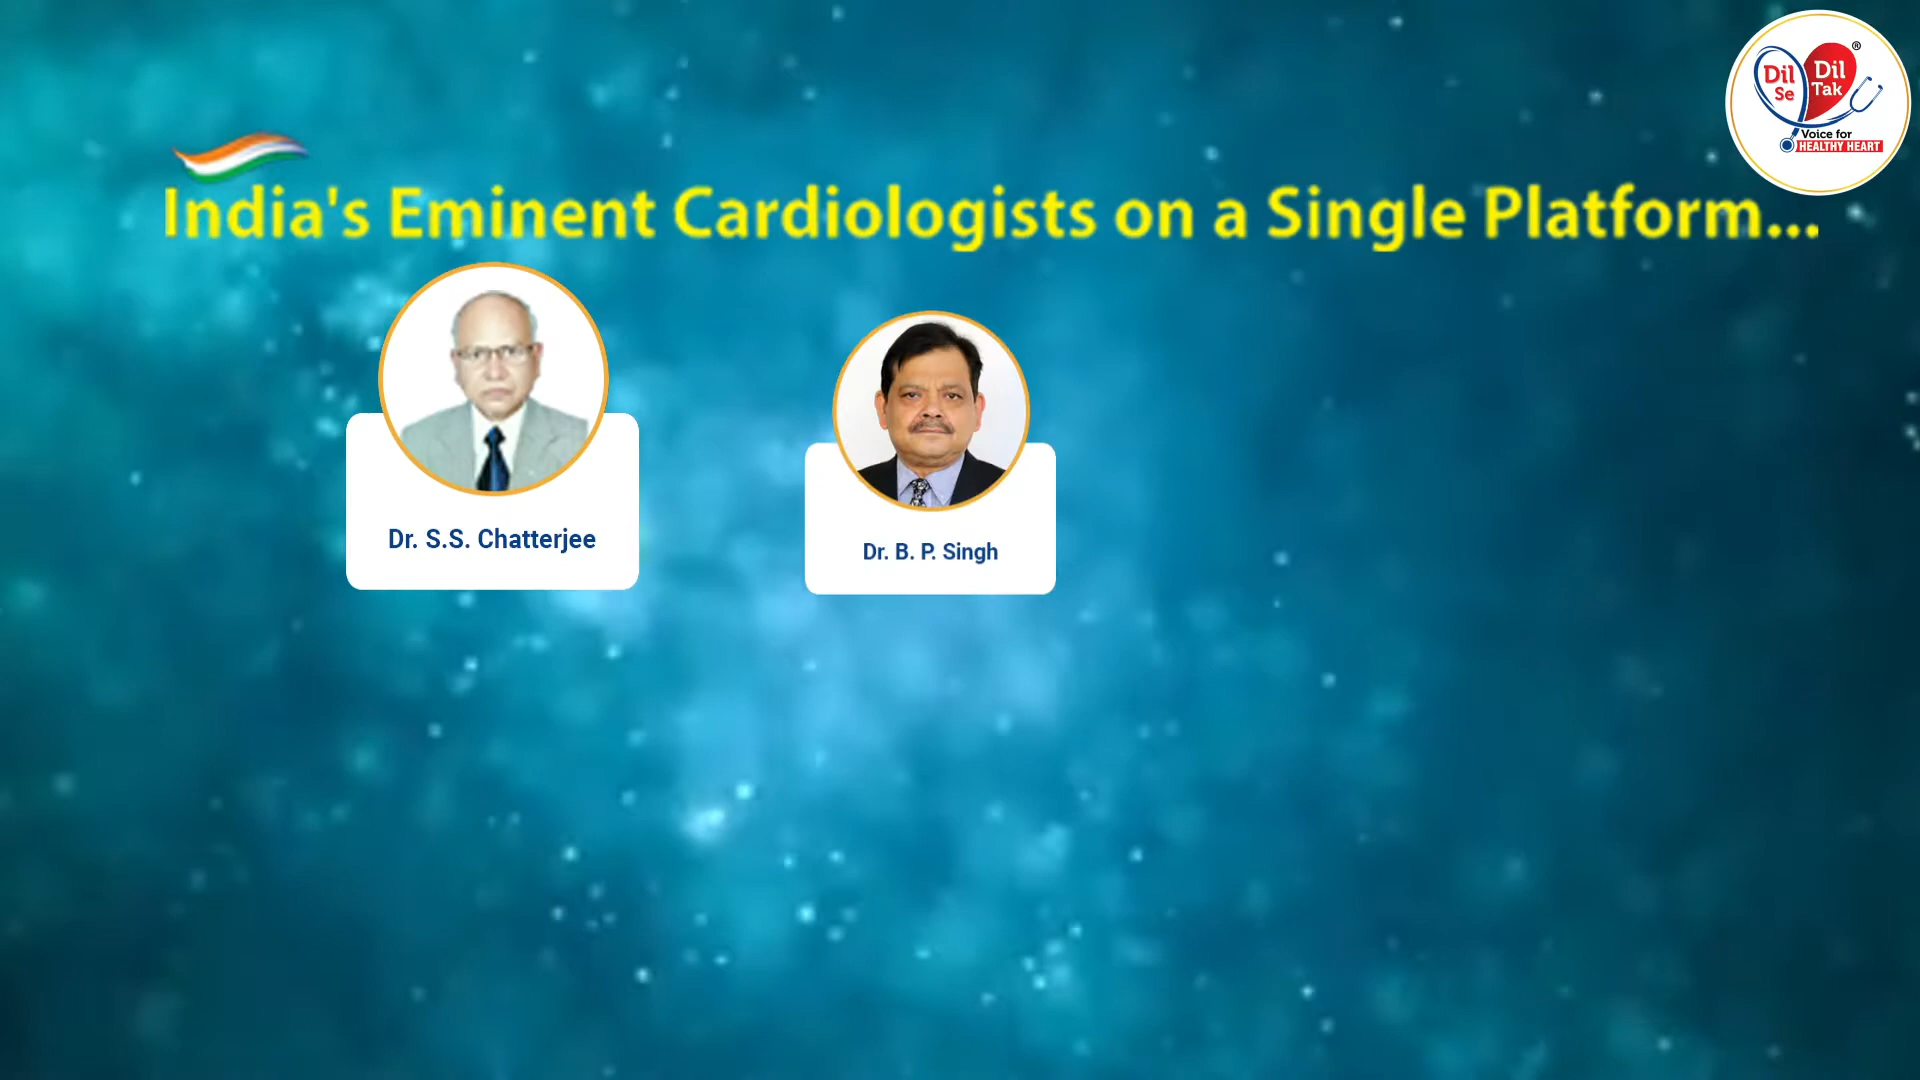 Dil
Se
Dil
Tak
®
Voice for
HEALTHY HEART
India's Eminent Cardiologists on a Single Platform...
Dr. S.S. Chatterjee
Dr. B. P. Singh